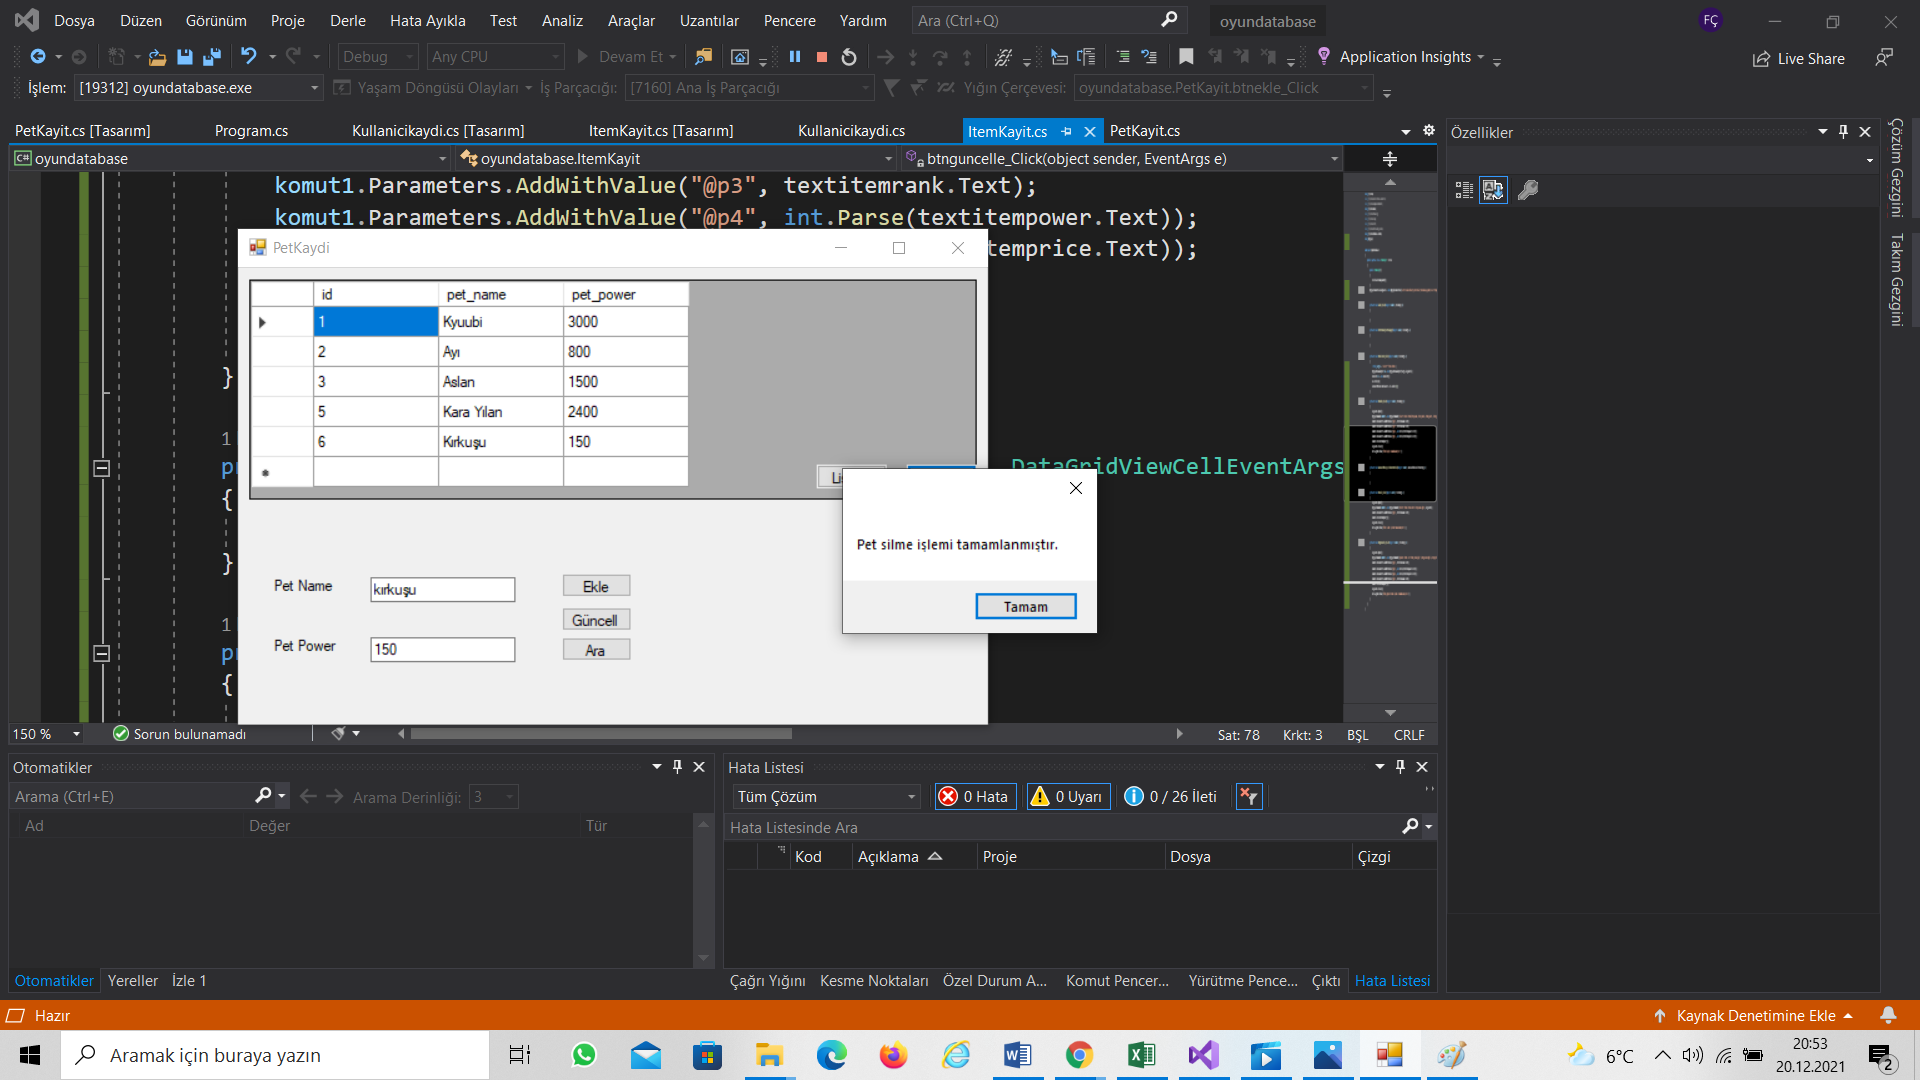 Dosya Düzen Görünüm Proje Derle Hata Ayıkla Test Analiz Araçlar Uzantılar Pencere Yardım Ara (Ctrl+Q) oyundatabase FÇ
Debug Any CPU Devam Et Application Insights Live Share
İşlem: [19312] oyundatabase.exe Yaşam Döngüsü Olayları İş Parçacığı: [7160] Ana İş Parçacığı Yığın Çerçevesi: oyundatabase.PetKayit.btnekle_Click
PetKayit.cs [Tasarım] Program.cs Kullanicikaydi.cs [Tasarım] ItemKayit.cs [Tasarım] Kullanicikaydi.cs ItemKayit.cs PetKayit.cs
oyundatabase oyundatabase.ItemKayit btnguncelle_Click(object sender, EventArgs e)
komut1.Parameters.AddWithValue("@p3", textitemrank.Text);
komut1.Parameters.AddWithValue("@p4", int.Parse(textitempower.Text));
temprice.Text));
}
1
DataGridViewCellEventArgs
{
}
1
{
PetKaydi
id pet_name pet_power
1 Kyuubi 3000
2 Ayı 800
3 Aslan 1500
5 Kara Yılan 2400
6 Kırkuşu 150
*
Pet Name kırkuşu Ekle
Güncell
Pet Power 150 Ara
Pet silme işlemi tamamlanmıştır.
Tamam
150 % Sorun bulunamadı Sat: 78 Krkt: 3 BŞL CRLF
Özellikler
Çözüm Gezgini
Takım Gezgini
Otomatikler
Arama (Ctrl+E) Arama Derinliği: 3
Ad Değer Tür
Otomatikler Yereller İzle 1
Hata Listesi
Tüm Çözüm 0 Hata 0 Uyarı 0 / 26 İleti
Hata Listesinde Ara
Kod Açıklama Proje Dosya Çizgi
Çağrı Yığını Kesme Noktaları Özel Durum A... Komut Pencer... Yürütme Pence... Çıktı Hata Listesi
Hazır Kaynak Denetimine Ekle
Aramak için buraya yazın 6°C 20:53
20.12.2021 2